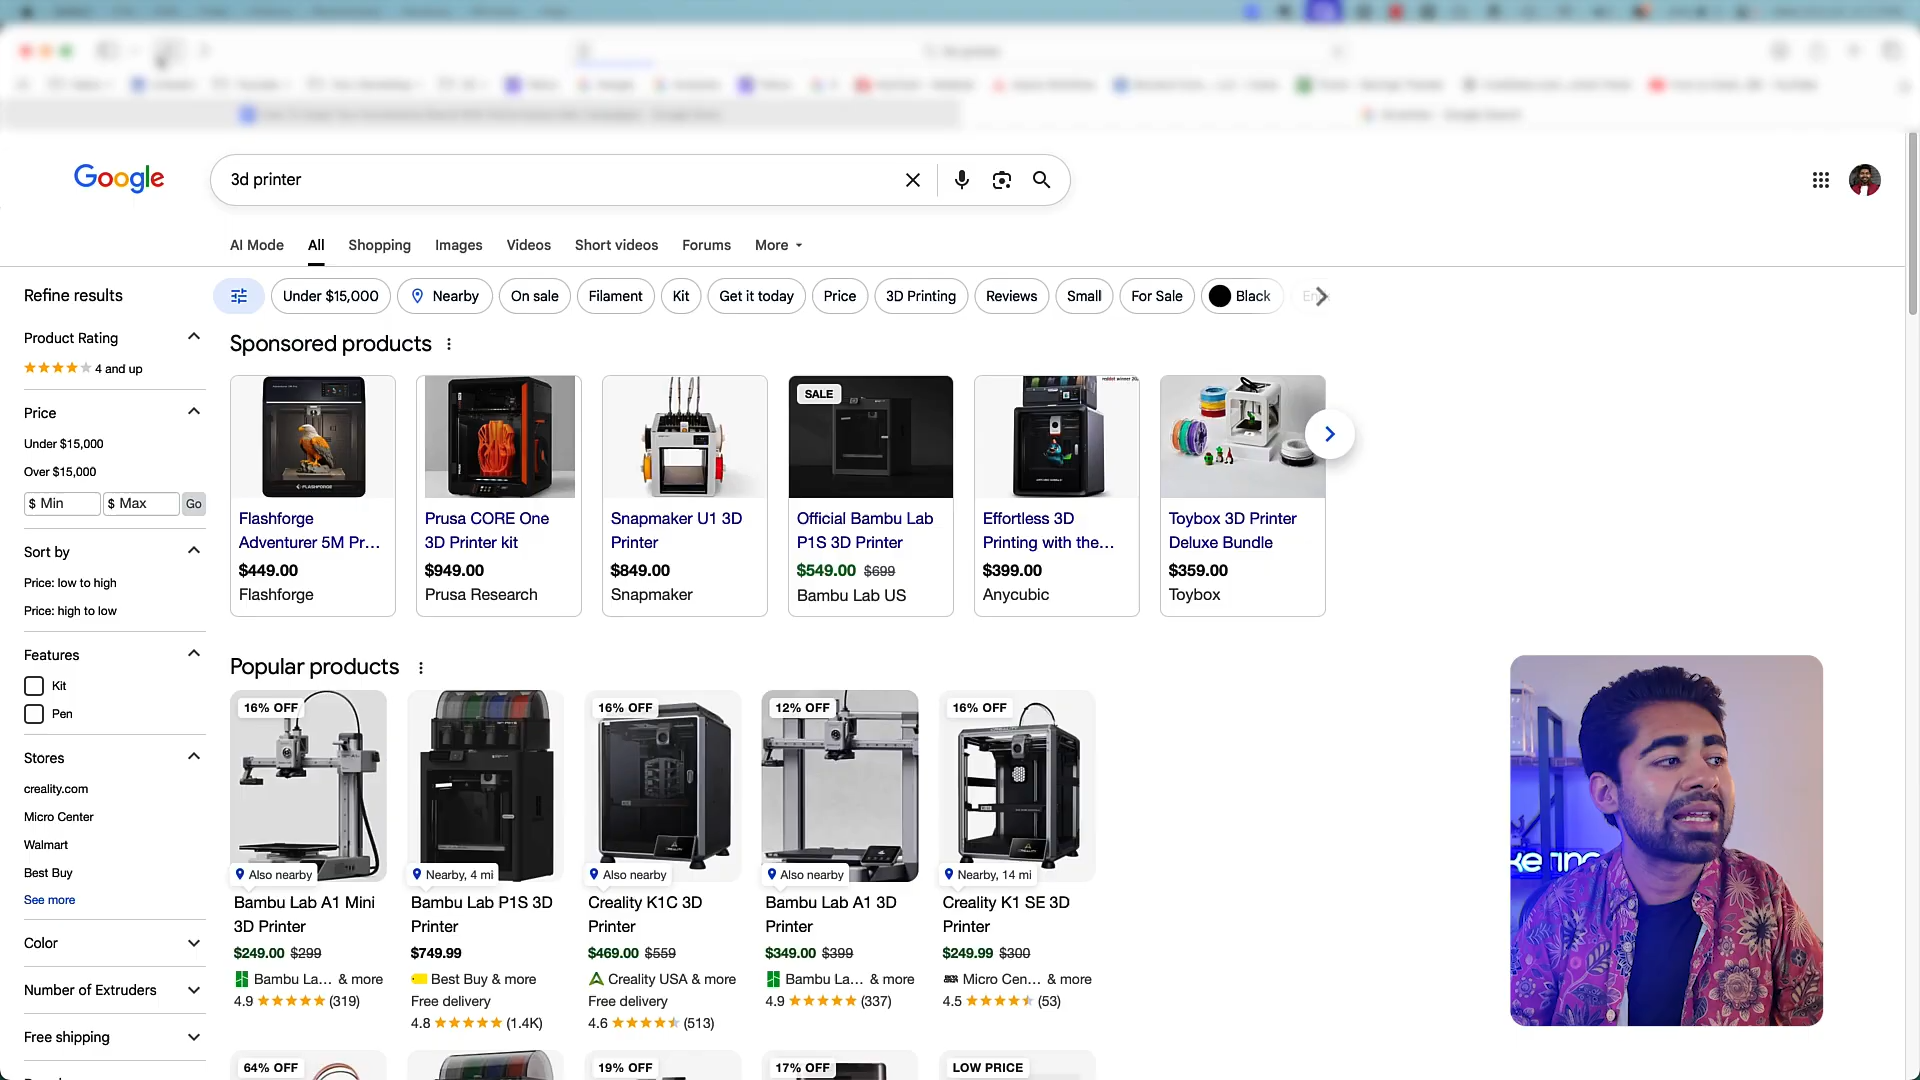 Google
3d printer
AI Mode
All
Shopping
Images
Videos
Short videos
Forums
More
Refine results
Under $15,000
Nearby
On sale
Filament
Kit
Get it today
Price
3D Printing
Reviews
Small
For Sale
Black
Product Rating
4 and up
Price
Under $15,000
Over $15,000
$ Min
$ Max
Go
Sort by
Price: low to high
Price: high to low
Features
Kit
Pen
Stores
creality.com
Micro Center
Walmart
Best Buy
See more
Color
Number of Extruders
Free shipping
Sponsored products
FLASHFORGE
Flashforge
Adventurer 5M Pr...
$449.00
Flashforge
Prusa CORE One
3D Printer kit
$949.00
Prusa Research
Snapmaker U1 3D
Printer
$849.00
Snapmaker
SALE
Official Bambu Lab
P1S 3D Printer
$549.00 $699
Bambu Lab US
Effortless 3D
Printing with the...
$399.00
Anycubic
Toybox 3D Printer
Deluxe Bundle
$359.00
Toybox
Popular products
16% OFF
Also nearby
Bambu Lab A1 Mini
3D Printer
$249.00 $299
Bambu La... & more
4.9 (319)
Nearby, 4 mi
Bambu Lab P1S 3D
Printer
$749.99
Best Buy & more
Free delivery
4.8 (1.4K)
16% OFF
Also nearby
Creality K1C 3D
Printer
$469.00 $559
Creality USA & more
Free delivery
4.6 (513)
12% OFF
Also nearby
Bambu Lab A1 3D
Printer
$349.00 $399
Bambu La... & more
4.9 (337)
16% OFF
Nearby, 14 mi
Creality K1 SE 3D
Printer
$249.99 $300
Micro Cen... & more
4.5 (53)
64% OFF
19% OFF
17% OFF
LOW PRICE